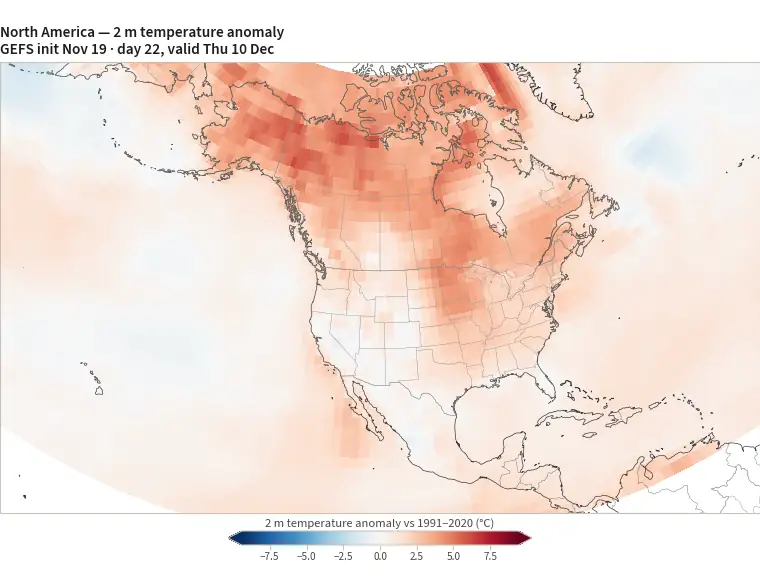 North America — 2 m temperature anomaly
GEFS init Nov 19 · day 22, valid Thu 10 Dec
2 m temperature anomaly vs 1991–2020 (°C)
−7.5 −5.0 −2.5 0.0 2.5 5.0 7.5